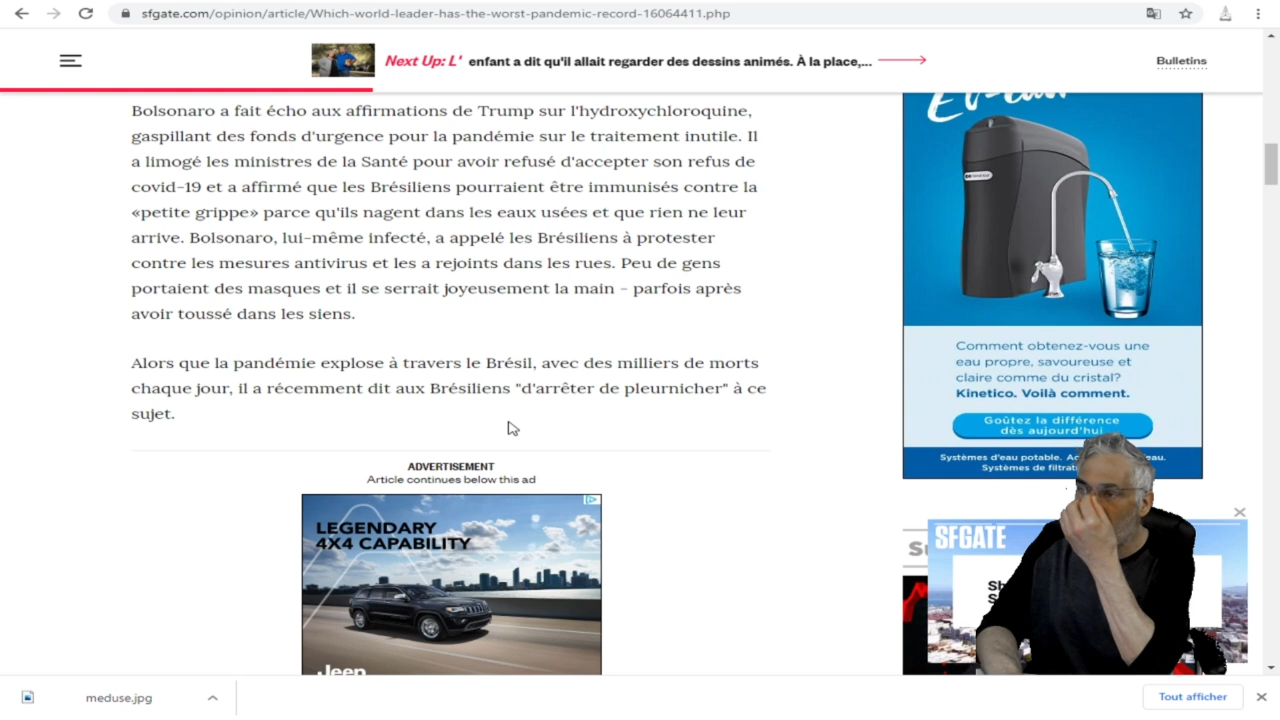 sfgate.com/opinion/article/Which-world-leader-has-the-worst-pandemic-record-16064411.php
Next Up: L' enfant a dit qu'il allait regarder des dessins animés. À la place,...
Bulletins
Bolsonaro a fait écho aux affirmations de Trump sur l'hydroxychloroquine,
gaspillant des fonds d'urgence pour la pandémie sur le traitement inutile. Il
a limogé les ministres de la Santé pour avoir refusé d'accepter son refus de
covid-19 et a affirmé que les Brésiliens pourraient être immunisés contre la
«petite grippe» parce qu'ils nagent dans les eaux usées et que rien ne leur
arrive. Bolsonaro, lui-même infecté, a appelé les Brésiliens à protester
contre les mesures antivirus et les a rejoints dans les rues. Peu de gens
portaient des masques et il se serrait joyeusement la main - parfois après
avoir toussé dans les siens.
Alors que la pandémie explose à travers le Brésil, avec des milliers de morts
chaque jour, il a récemment dit aux Brésiliens "d'arrêter de pleurnicher" à ce
sujet.
ADVERTISEMENT
Article continues below this ad
LEGENDARY
4X4 CAPABILITY
Jeep
Comment obtenez-vous une
eau propre, savoureuse et
claire comme du cristal?
Kinetico. Voilà comment.
Goûtez la différence
dès aujourd'hui
Systèmes d'eau potable.
Systèmes de
SFGATE
meduse.jpg
Tout afficher